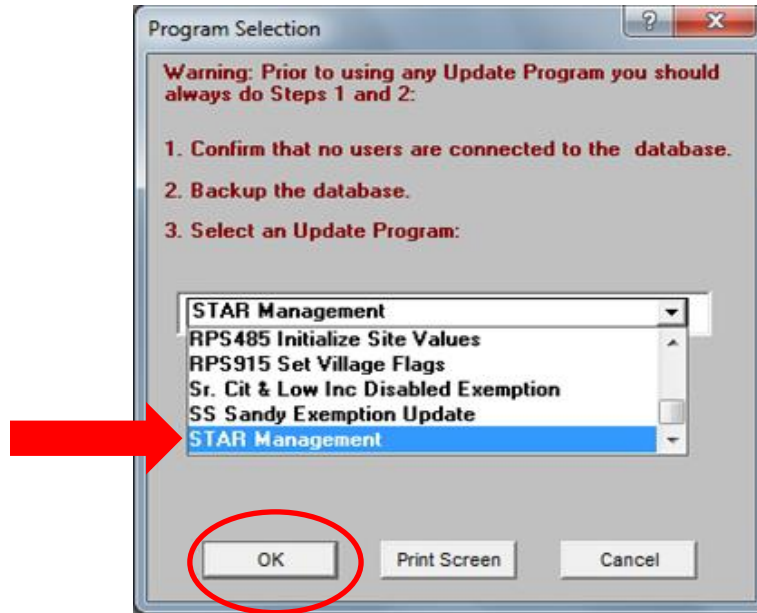 Program Selection
?
X
Warning: Prior to using any Update Program you should
always do Steps 1 and 2:
1. Confirm that no users are connected to the database.
2. Backup the database.
3. Select an Update Program:
STAR Management
RPS485 Initialize Site Values
RPS915 Set Village Flags
Sr. Cit & Low Inc Disabled Exemption
SS Sandy Exemption Update
STAR Management
OK
Print Screen
Cancel